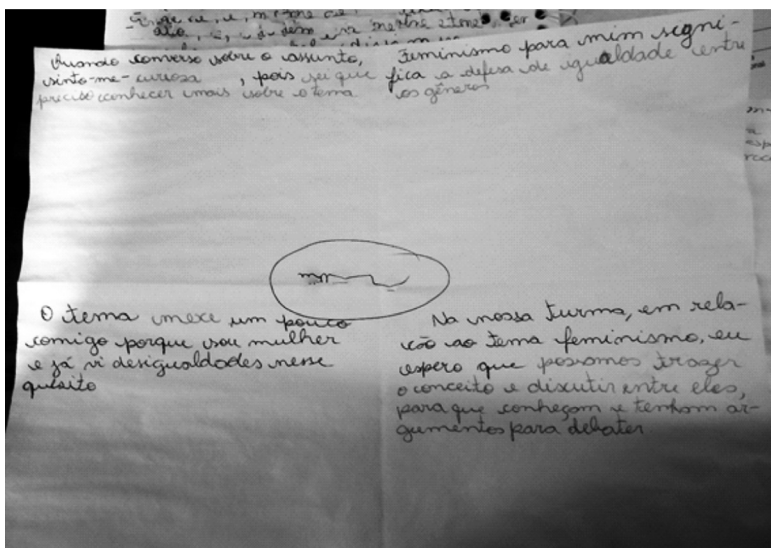 Quando converso sobre o assunto,
sinto-me curiosa, pois sei que
preciso conhecer mais sobre o tema
Feminismo para mim signi-
fica a defesa de igualdade entre
os gêneros
O tema mexe um pouco
comigo porque sou mulher
e já vi desigualdades nesse
quesito
Na nossa turma, em rela-
ção ao tema feminismo, eu
espero que possamos trazer
o conceito e discutir entre eles,
para que conheçam e tenham ar-
gumentos para debater